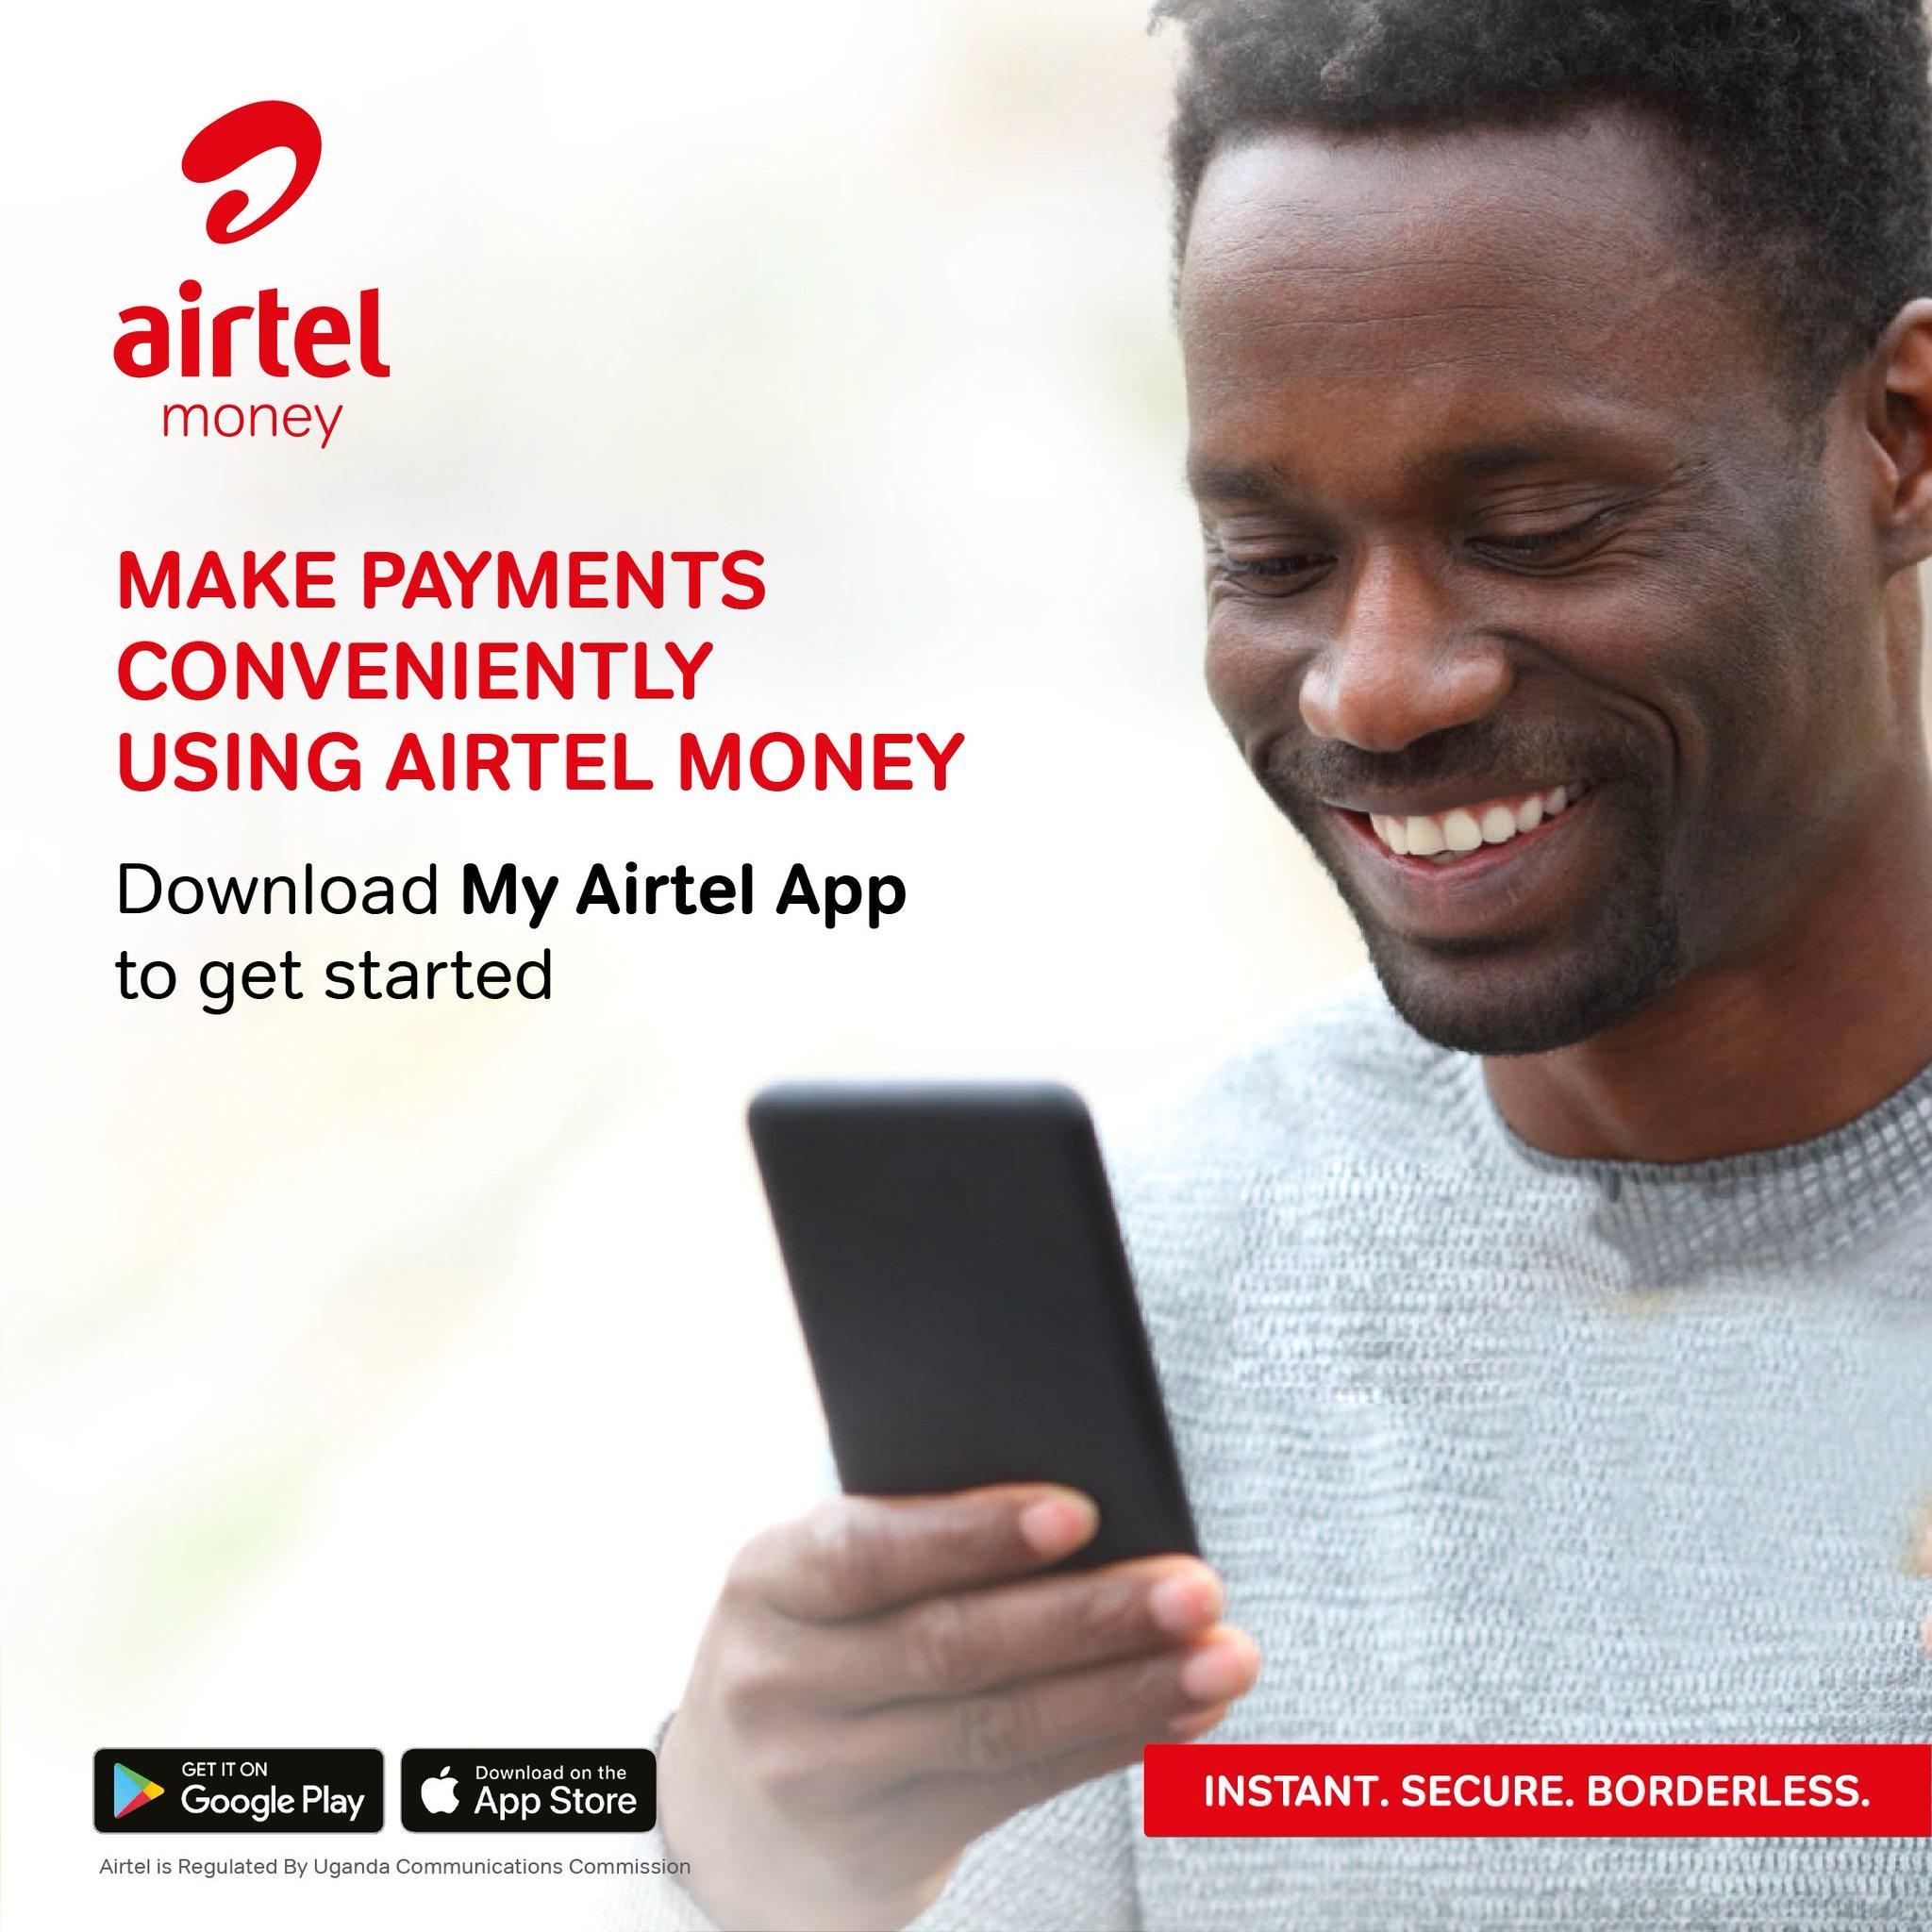 airtel
money
MAKE PAYMENTS
CONVENIENTLY
USING AIRTEL MONEY
Download My Airtel App
to get started
GET IT ON
Google Play
Download on the
App Store
INSTANT. SECURE. BORDERLESS.
Airtel is Regulated By Uganda Communications Commission